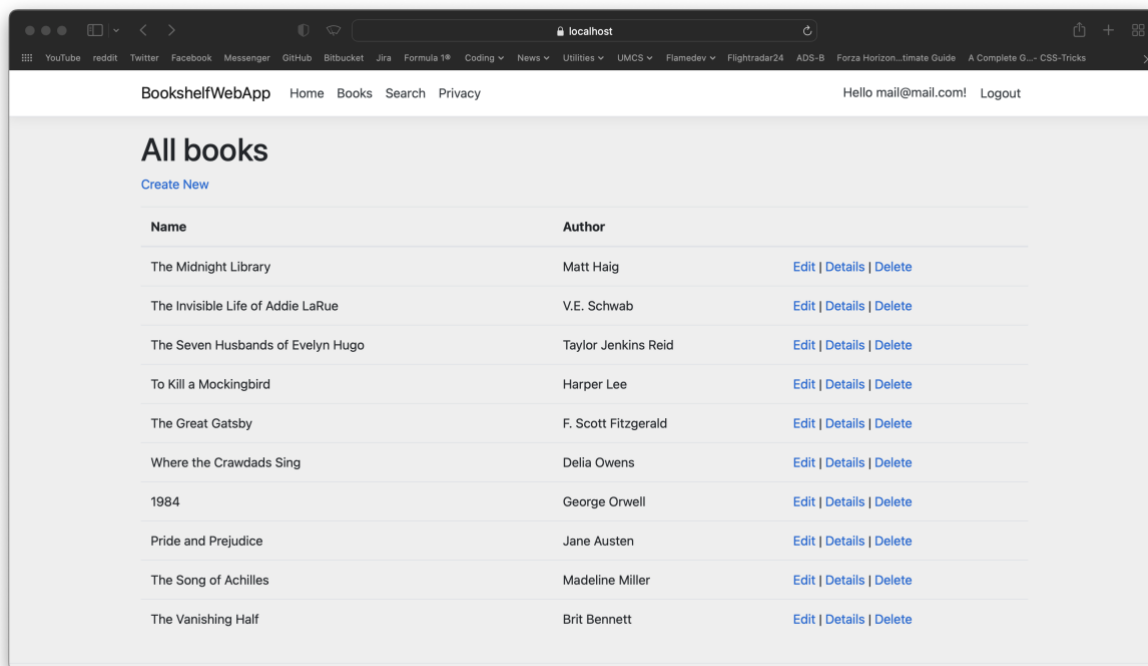 localhost
YouTube reddit Twitter Facebook Messenger GitHub Bitbucket Jira Formula 1® Coding News Utilities UMCS Flamedev Flightradar24 ADS-B Forza Horizon...timate Guide A Complete G...- CSS-Tricks
BookshelfWebApp Home Books Search Privacy Hello mail@mail.com! Logout
All books
Create New
Name Author
The Midnight Library Matt Haig Edit | Details | Delete
The Invisible Life of Addie LaRue V.E. Schwab Edit | Details | Delete
The Seven Husbands of Evelyn Hugo Taylor Jenkins Reid Edit | Details | Delete
To Kill a Mockingbird Harper Lee Edit | Details | Delete
The Great Gatsby F. Scott Fitzgerald Edit | Details | Delete
Where the Crawdads Sing Delia Owens Edit | Details | Delete
1984 George Orwell Edit | Details | Delete
Pride and Prejudice Jane Austen Edit | Details | Delete
The Song of Achilles Madeline Miller Edit | Details | Delete
The Vanishing Half Brit Bennett Edit | Details | Delete